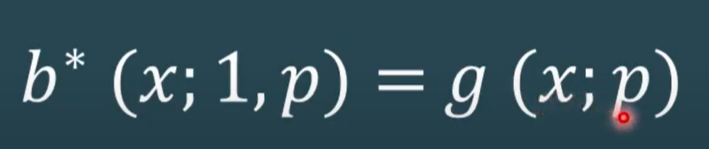 b* (x; 1, p) = g (x; p)